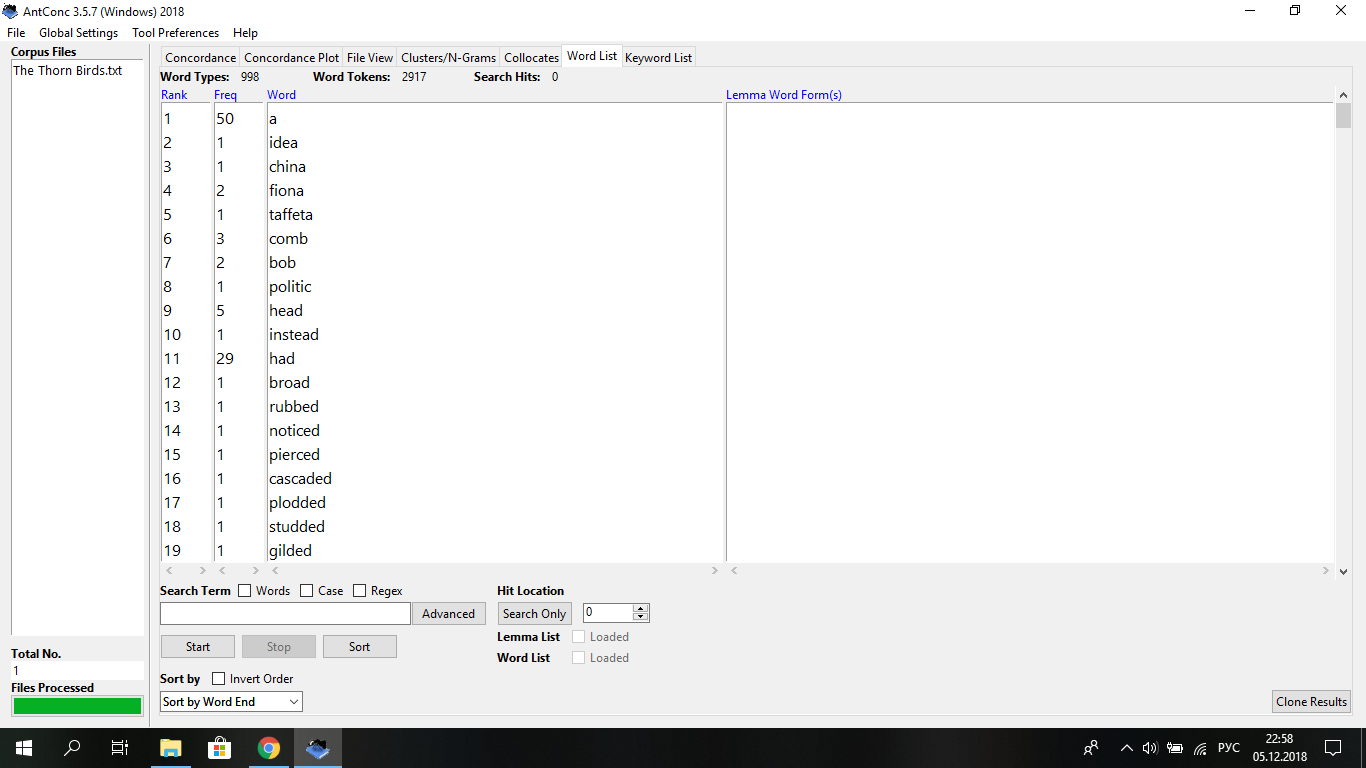 AntConc 3.5.7 (Windows) 2018
File Global Settings Tool Preferences Help
Corpus Files
The Thorn Birds.txt
Concordance Concordance Plot File View Clusters/N-Grams Collocates Word List Keyword List
Word Types: 998 Word Tokens: 2917 Search Hits: 0
Rank Freq Word Lemma Word Form(s)
1 50 a
2 1 idea
3 1 china
4 2 fiona
5 1 taffeta
6 3 comb
7 2 bob
8 1 politic
9 5 head
10 1 instead
11 29 had
12 1 broad
13 1 rubbed
14 1 noticed
15 1 pierced
16 1 cascaded
17 1 plodded
18 1 studded
19 1 gilded
Search Term Words Case Regex Hit Location
Advanced Search Only 0
Lemma List Loaded
Start Stop Sort
Word List Loaded
Total No.
1
Files Processed
Sort by Invert Order
Sort by Word End
Clone Results
РУС
22:58
05.12.2018